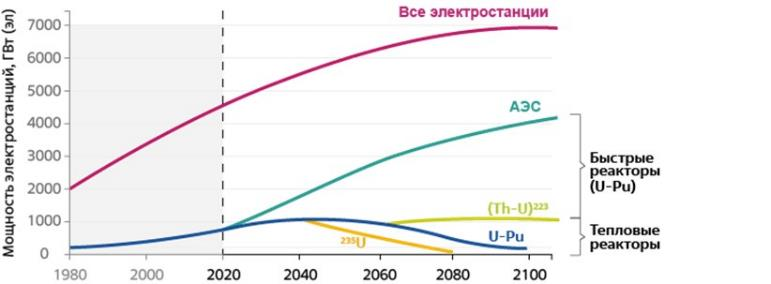 Мощность электростанций, ГВт (эл)
7000
6000
5000
4000
3000
2000
1000
0
Все электростанции
АЭС
(Th–U)²²³
²³⁵U
U-Pu
Быстрые
реакторы
(U-Pu)
Тепловые
реакторы
1980 2000 2020 2040 2060 2080 2100